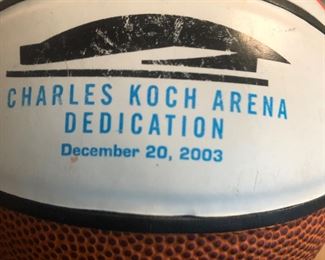 CHARLES KOCH ARENA
DEDICATION
December 20, 2003